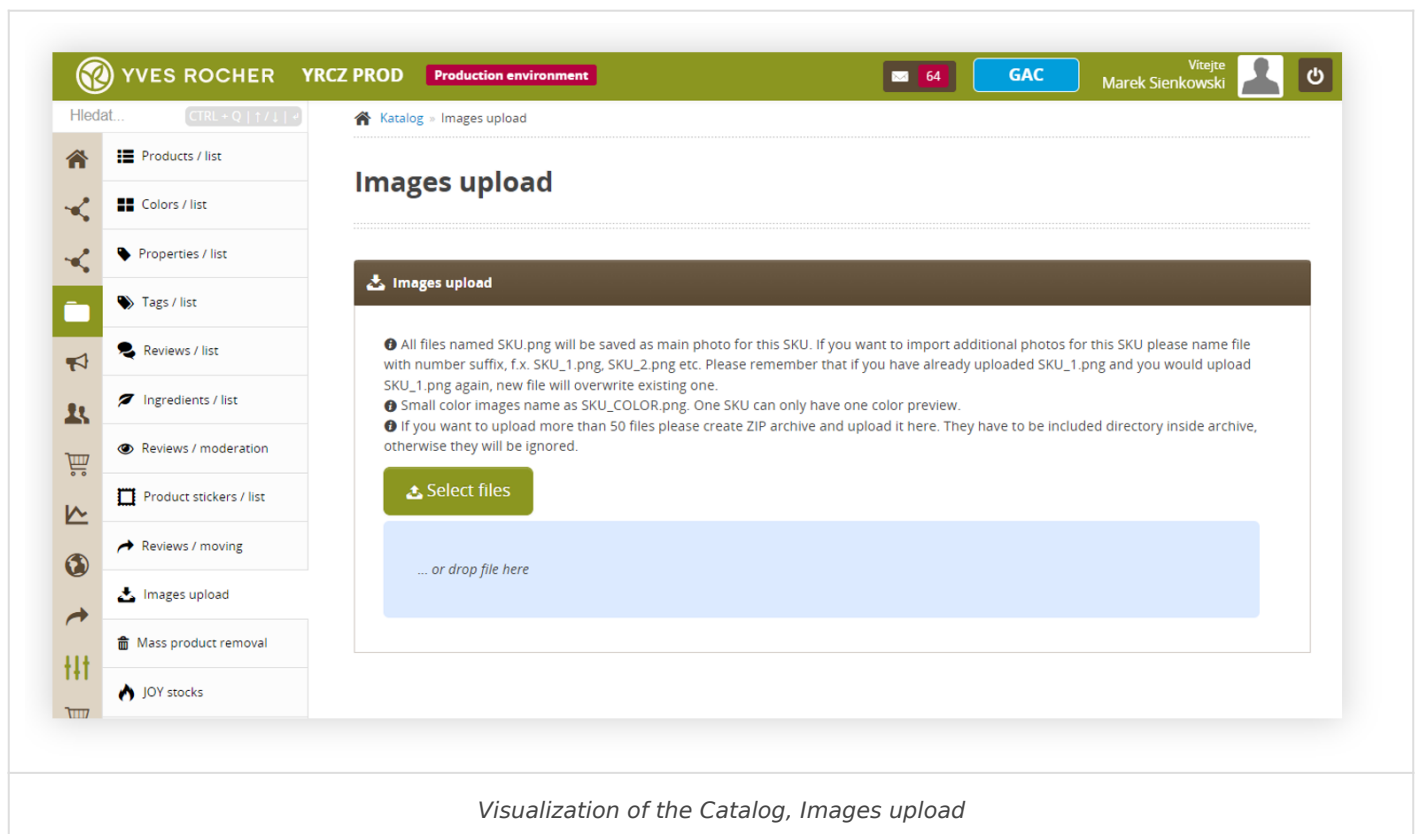 YVES ROCHER YRCZ PROD Production environment 64 GAC Vitejte
Marek Sienkowski
Hledat... CTRL + Q | ↑ / ↓ | ↵
Katalog » Images upload
Products / list
Colors / list
Properties / list
Tags / list
Reviews / list
Ingredients / list
Reviews / moderation
Product stickers / list
Reviews / moving
Images upload
Mass product removal
JOY stocks
Images upload
Images upload
All files named SKU.png will be saved as main photo for this SKU. If you want to import additional photos for this SKU please name file
with number suffix, f.x. SKU_1.png, SKU_2.png etc. Please remember that if you have already uploaded SKU_1.png and you would upload
SKU_1.png again, new file will overwrite existing one.
Small color images name as SKU_COLOR.png. One SKU can only have one color preview.
If you want to upload more than 50 files please create ZIP archive and upload it here. They have to be included directory inside archive,
otherwise they will be ignored.
Select files
... or drop file here
Visualization of the Catalog, Images upload